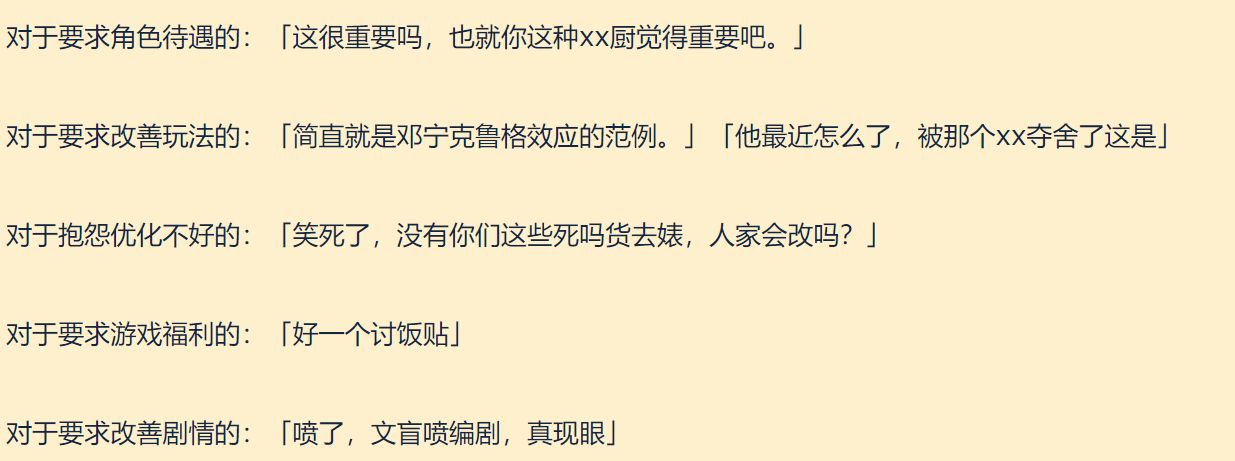 对于要求角色待遇的：「这很重要吗，也就你这种xx厨觉得重要吧。」
对于要求改善玩法的：「简直就是邓宁克鲁格效应的范例。」「他最近怎么了，被那个xx夺舍了这是」
对于抱怨优化不好的：「笑死了，没有你们这些死吗货去婊，人家会改吗？」
对于要求游戏福利的：「好一个讨饭贴」
对于要求改善剧情的：「喷了，文盲喷编剧，真现眼」